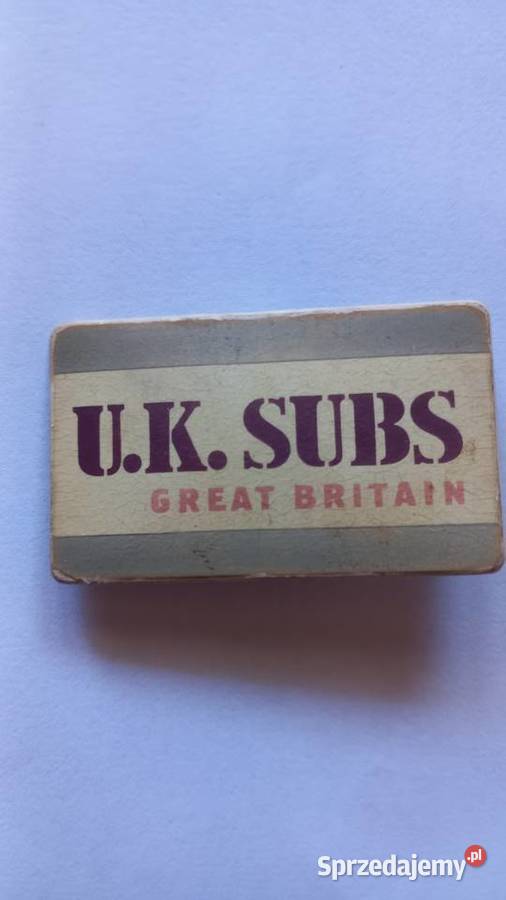 U.K. SUBS
GREAT BRITAIN
Sprzedajemy.pl